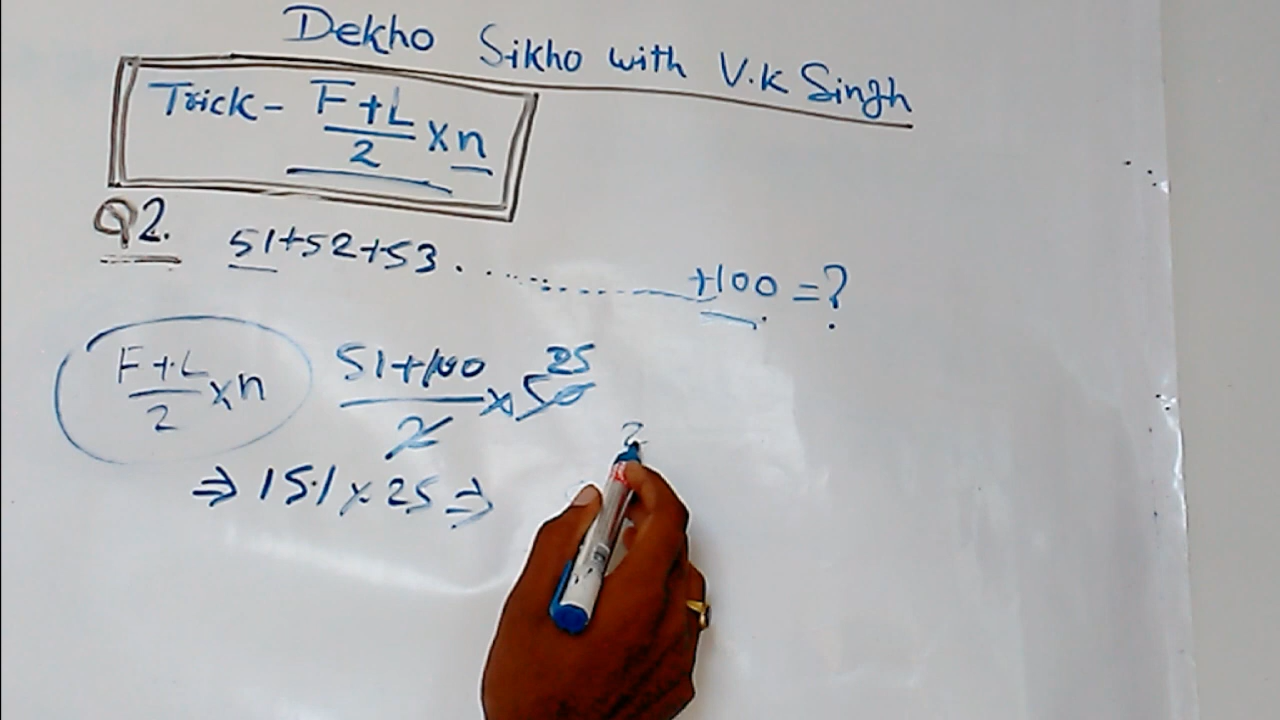 Dekho Sikho with V.K Singh
Trick - F+L/2 × n
Q2. 51+52+53 .................... +100 = ?
F+L/2 × n 51+100/2 × 50 25
⇒ 151 × 25 ⇒